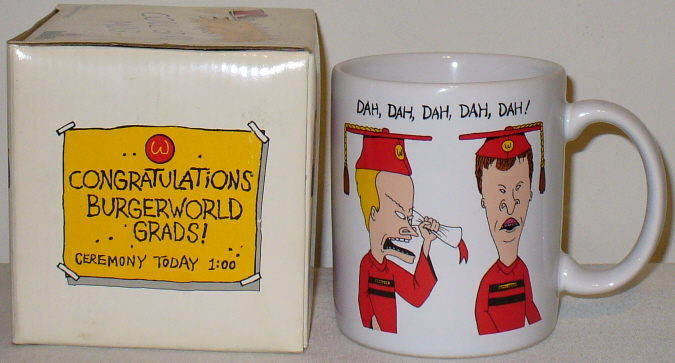 W
CONGRATULATIONS
BURGERWORLD
GRADS!
CEREMONY TODAY 1:00
DAH, DAH, DAH, DAH, DAH!
W
W